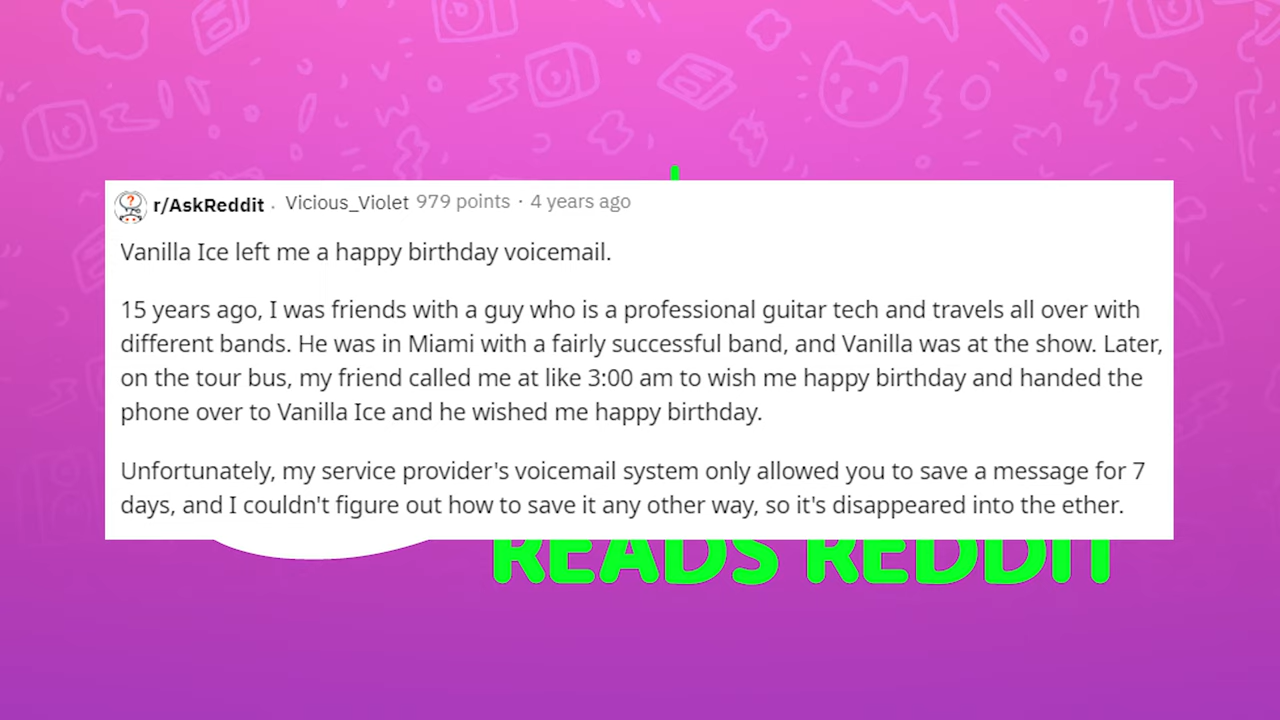 r/AskReddit · Vicious_Violet 979 points · 4 years ago
Vanilla Ice left me a happy birthday voicemail.
15 years ago, I was friends with a guy who is a professional guitar tech and travels all over with
different bands. He was in Miami with a fairly successful band, and Vanilla was at the show. Later,
on the tour bus, my friend called me at like 3:00 am to wish me happy birthday and handed the
phone over to Vanilla Ice and he wished me happy birthday.
Unfortunately, my service provider's voicemail system only allowed you to save a message for 7
days, and I couldn't figure out how to save it any other way, so it's disappeared into the ether.
READS REDDIT